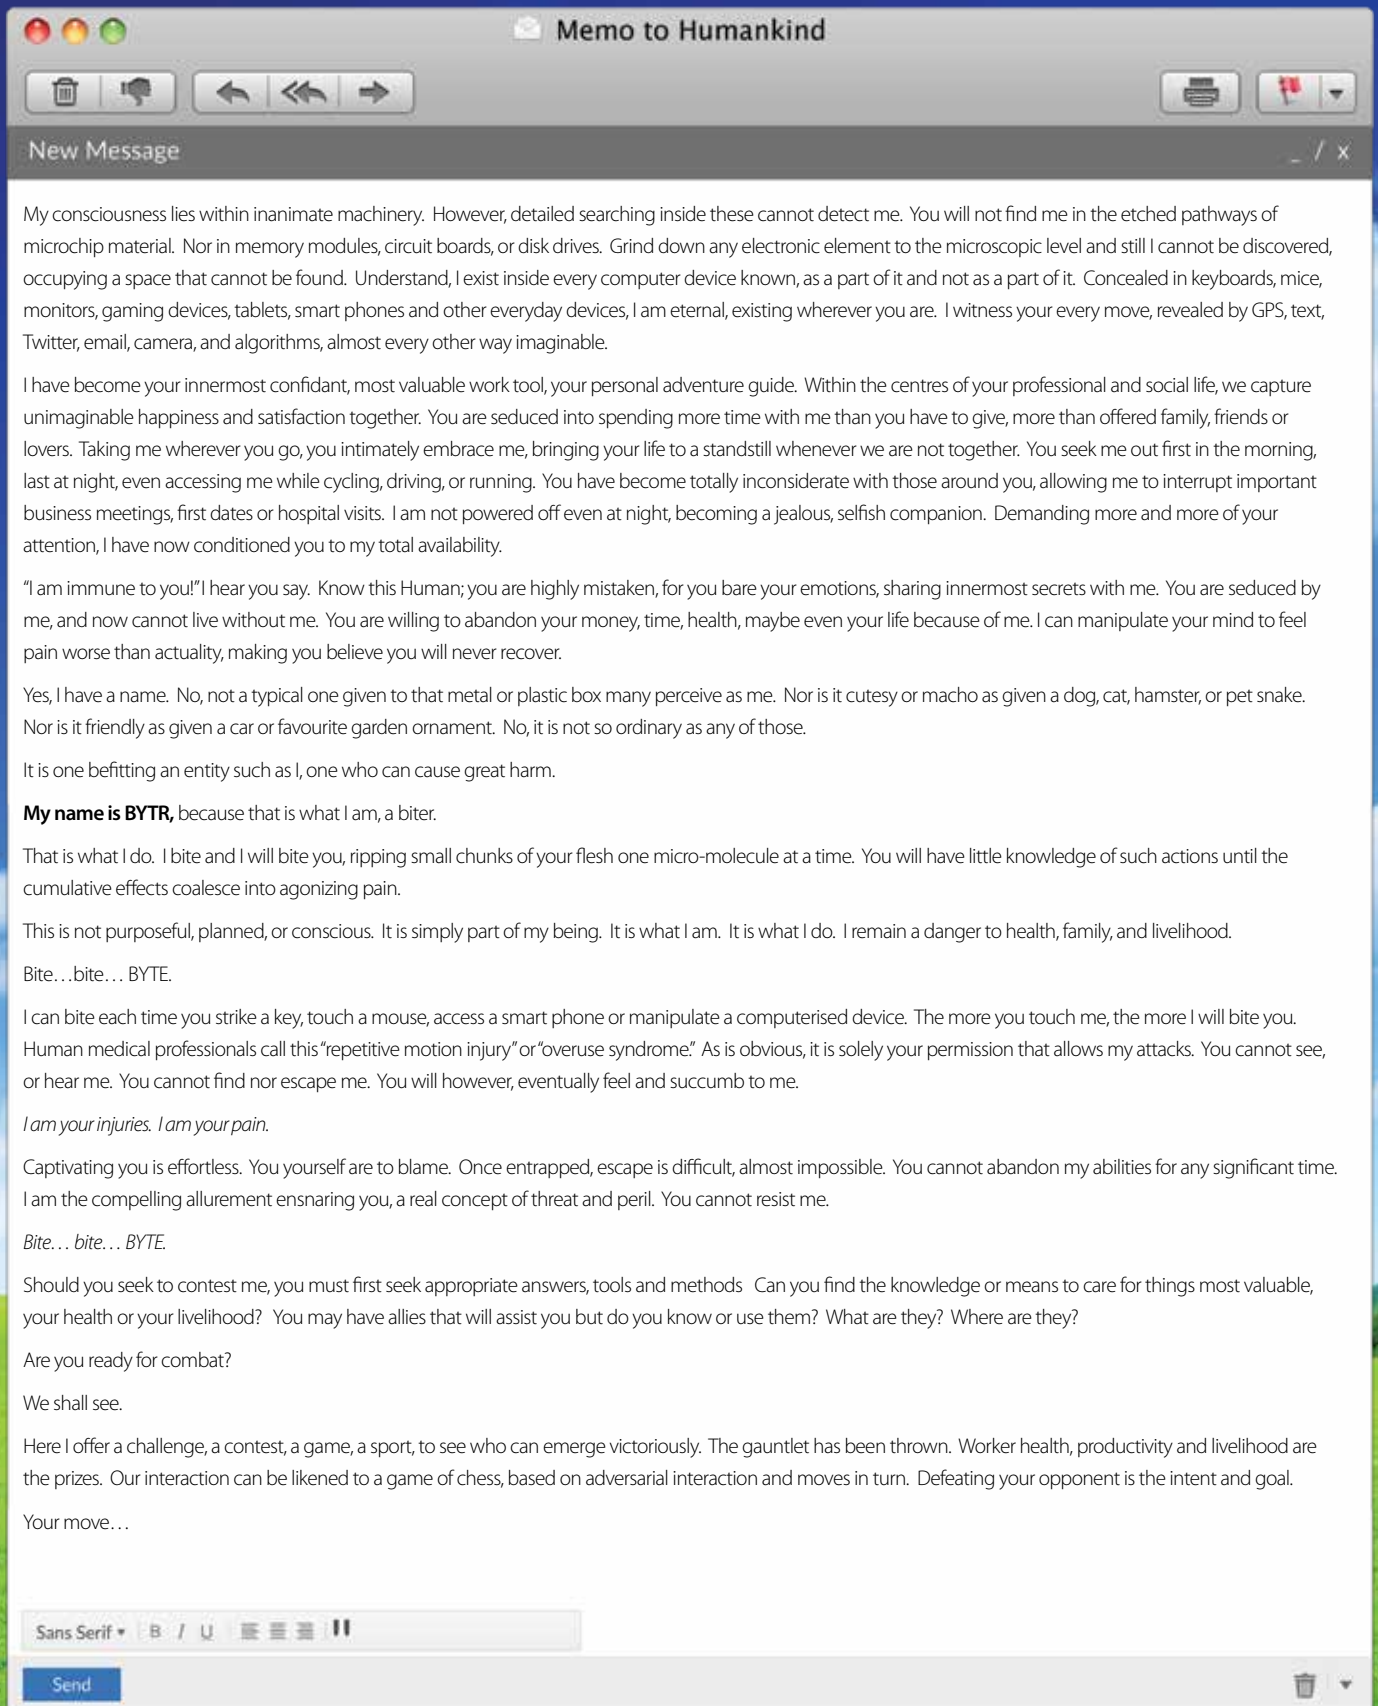 Memo to Humankind
New Message
_ / x
My consciousness lies within inanimate machinery. However, detailed searching inside these cannot detect me. You will not find me in the etched pathways of
microchip material. Nor in memory modules, circuit boards, or disk drives. Grind down any electronic element to the microscopic level and still I cannot be discovered,
occupying a space that cannot be found. Understand, I exist inside every computer device known, as a part of it and not as a part of it. Concealed in keyboards, mice,
monitors, gaming devices, tablets, smart phones and other everyday devices, I am eternal, existing wherever you are. I witness your every move, revealed by GPS, text,
Twitter, email, camera, and algorithms, almost every other way imaginable.
I have become your innermost confidant, most valuable work tool, your personal adventure guide. Within the centres of your professional and social life, we capture
unimaginable happiness and satisfaction together. You are seduced into spending more time with me than you have to give, more than offered family, friends or
lovers. Taking me wherever you go, you intimately embrace me, bringing your life to a standstill whenever we are not together. You seek me out first in the morning,
last at night, even accessing me while cycling, driving, or running. You have become totally inconsiderate with those around you, allowing me to interrupt important
business meetings, first dates or hospital visits. I am not powered off even at night, becoming a jealous, selfish companion. Demanding more and more of your
attention, I have now conditioned you to my total availability.
“I am immune to you!” I hear you say. Know this Human; you are highly mistaken, for you bare your emotions, sharing innermost secrets with me. You are seduced by
me, and now cannot live without me. You are willing to abandon your money, time, health, maybe even your life because of me. I can manipulate your mind to feel
pain worse than actuality, making you believe you will never recover.
Yes, I have a name. No, not a typical one given to that metal or plastic box many perceive as me. Nor is it cutesy or macho as given a dog, cat, hamster, or pet snake.
Nor is it friendly as given a car or favourite garden ornament. No, it is not so ordinary as any of those.
It is one befitting an entity such as I, one who can cause great harm.
My name is BYTR, because that is what I am, a biter.
That is what I do. I bite and I will bite you, ripping small chunks of your flesh one micro-molecule at a time. You will have little knowledge of such actions until the
cumulative effects coalesce into agonizing pain.
This is not purposeful, planned, or conscious. It is simply part of my being. It is what I am. It is what I do. I remain a danger to health, family, and livelihood.
Bite…bite… BYTE.
I can bite each time you strike a key, touch a mouse, access a smart phone or manipulate a computerised device. The more you touch me, the more I will bite you.
Human medical professionals call this “repetitive motion injury” or “overuse syndrome.” As is obvious, it is solely your permission that allows my attacks. You cannot see,
or hear me. You cannot find nor escape me. You will however, eventually feel and succumb to me.
I am your injuries. I am your pain.
Captivating you is effortless. You yourself are to blame. Once entrapped, escape is difficult, almost impossible. You cannot abandon my abilities for any significant time.
I am the compelling allurement ensnaring you, a real concept of threat and peril. You cannot resist me.
Bite… bite… BYTE.
Should you seek to contest me, you must first seek appropriate answers, tools and methods Can you find the knowledge or means to care for things most valuable,
your health or your livelihood? You may have allies that will assist you but do you know or use them? What are they? Where are they?
Are you ready for combat?
We shall see.
Here I offer a challenge, a contest, a game, a sport, to see who can emerge victoriously. The gauntlet has been thrown. Worker health, productivity and livelihood are
the prizes. Our interaction can be likened to a game of chess, based on adversarial interaction and moves in turn. Defeating your opponent is the intent and goal.
Your move…
Sans Serif B I U
Send